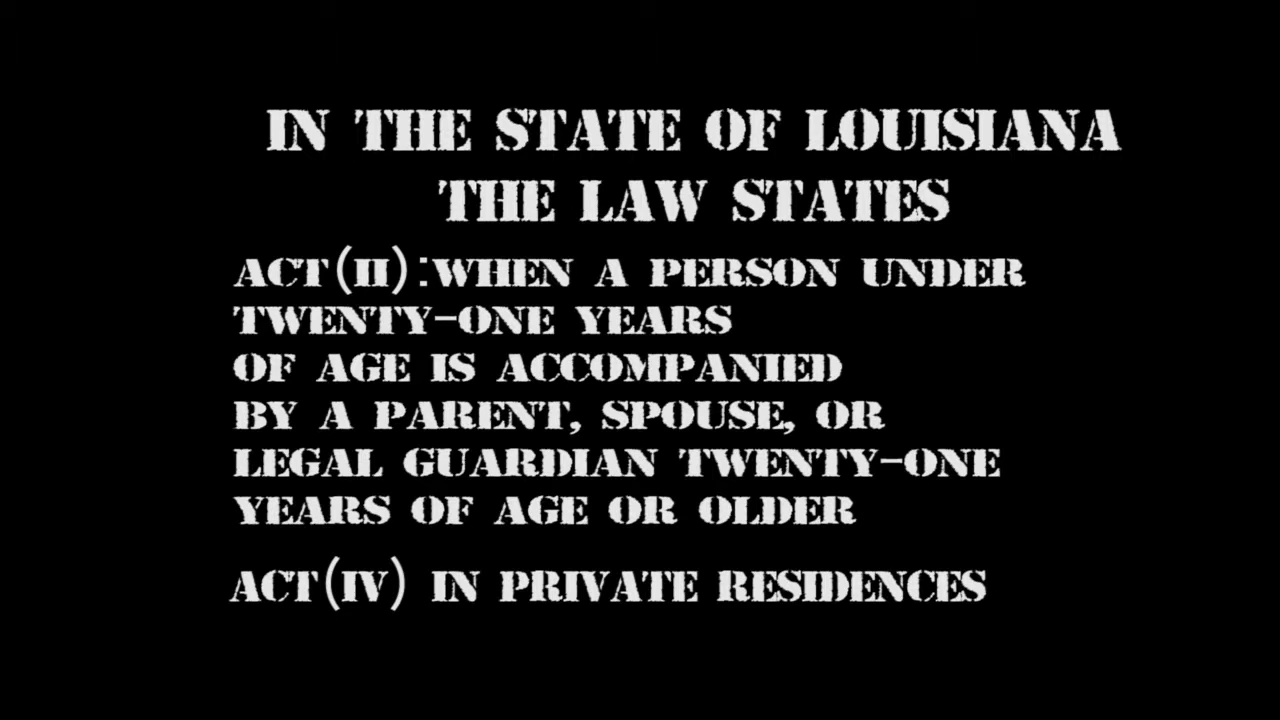 IN THE STATE OF LOUISIANA
THE LAW STATES
ACT(II):WHEN A PERSON UNDER
TWENTY-ONE YEARS
OF AGE IS ACCOMPANIED
BY A PARENT, SPOUSE, OR
LEGAL GUARDIAN TWENTY-ONE
YEARS OF AGE OR OLDER
ACT(IV) IN PRIVATE RESIDENCES